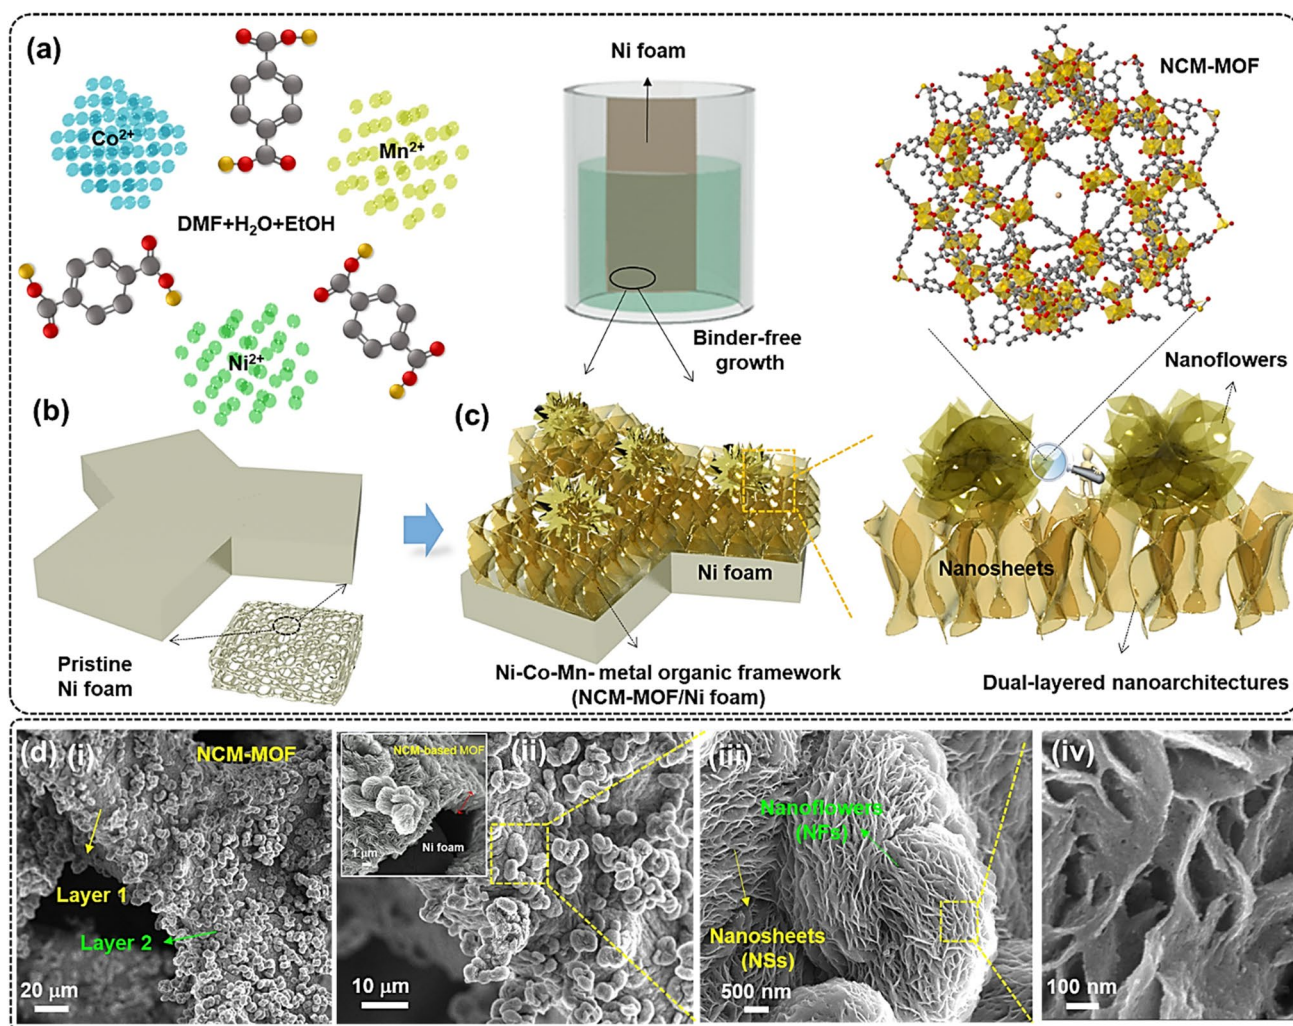 (a)
Ni foam
NCM-MOF
Co²⁺
Mn²⁺
DMF+H₂O+EtOH
Ni²⁺
Binder-free
growth
Nanoflowers
(b)
(c)
Ni foam
Nanosheets
Pristine
Ni foam
Ni-Co-Mn- metal organic framework
(NCM-MOF/Ni foam)
Dual-layered nanoarchitectures
(d) (i)
NCM-MOF
Layer 1
Layer 2
20 μm
NCM-based MOF
(ii)
1 μm
Ni foam
10 μm
(iii)
Nanoflowers
(NFs)
Nanosheets
(NSs)
500 nm
(iv)
100 nm